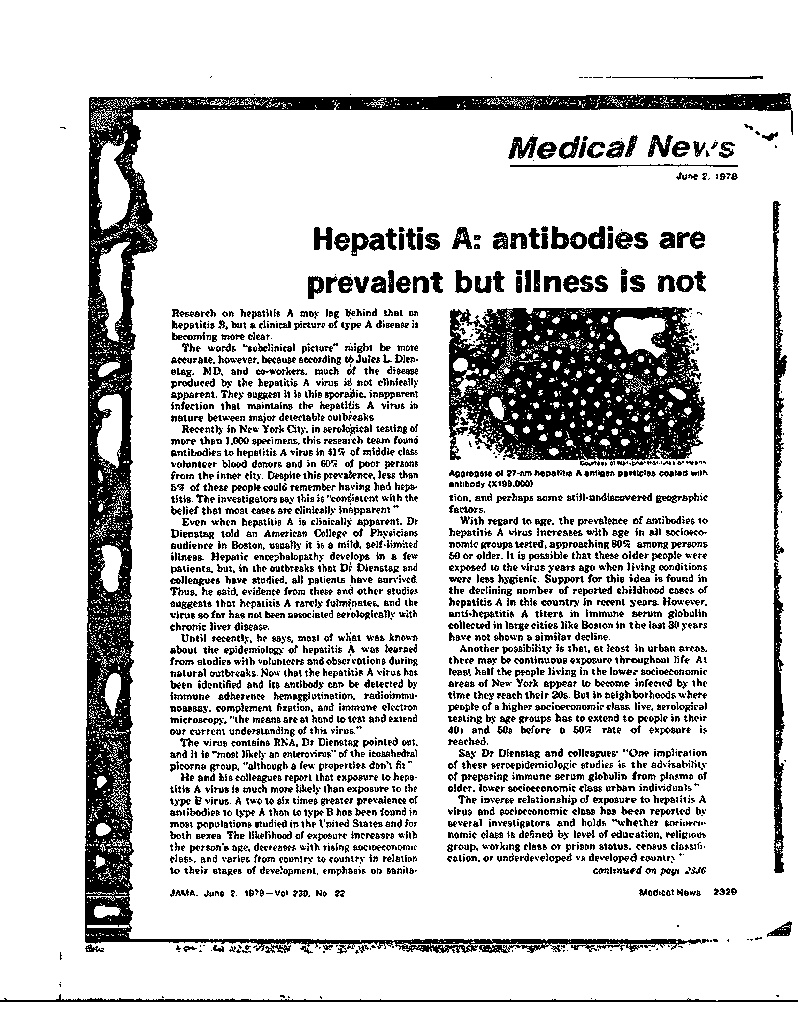 Medical News
June 2, 1978
Hepatitis A: antibodies are
prevalent but illness is not
Research on hepatitis A may lag behind that on
hepatitis B, but a clinical picture of type A disease is
becoming more clear.
The words "subclinical picture" might be more
accurate, however, because according to Jules L. Dien-
stag, MD, and co-workers, much of the disease
produced by the hepatitis A virus is not clinically
apparent. They suggest it is this sporadic, inapparent
infection that maintains the hepatitis A virus in
nature between major detectable outbreaks.
Recently in New York City, in serological testing of
more than 1,000 specimens, this research team found
antibodies to hepatitis A virus in 41% of middle class
volunteer blood donors and in 60% of poor persons
from the inner city. Despite this prevalence, less than
5% of these people could remember having had hepa-
titis. The investigators say this is "consistent with the
belief that most cases are clinically inapparent."
Even when hepatitis A is clinically apparent, Dr
Dienstag told an American College of Physicians
audience in Boston, usually it is a mild, self-limited
illness. Hepatic encephalopathy develops in a few
patients, but, in the outbreaks that Dr Dienstag and
colleagues have studied, all patients have survived.
Thus, he said, evidence from these and other studies
suggests that hepatitis A rarely fulminates, and the
virus so far has not been associated serologically with
chronic liver disease.
Until recently, he says, most of what was known
about the epidemiology of hepatitis A was learned
from studies with volunteers and observations during
natural outbreaks. Now that the hepatitis A virus has
been identified and its antibody can be detected by
immune adherence hemagglutination, radioimmu-
noassay, complement fixation, and immune electron
microscopy, "the means are at hand to test and extend
our current understanding of this virus."
The virus contains RNA, Dr Dienstag pointed out,
and it is "most likely an enterovirus" of the icosahedral
picorna group, "although a few properties don't fit."
He and his colleagues report that exposure to hepa-
titis A virus is much more likely than exposure to the
type B virus. A two to six times greater prevalence of
antibodies to type A than to type B has been found in
most populations studied in the United States and for
both sexes. The likelihood of exposure increases with
the person's age, decreases with rising socioeconomic
class, and varies from country to country in relation
to their stages of development, emphasis on sanita-
Courtesy of National Institutes of Health
Aggregate of 27-nm hepatitis A antigen particles coated with
antibody (X199,000)
tion, and perhaps some still-undiscovered geographic
factors.
With regard to age, the prevalence of antibodies to
hepatitis A virus increases with age in all socioeco-
nomic groups tested, approaching 80% among persons
50 or older. It is possible that these older people were
exposed to the virus years ago when living conditions
were less hygienic. Support for this idea is found in
the declining number of reported childhood cases of
hepatitis A in this country in recent years. However,
anti-hepatitis A titers in immune serum globulin
collected in large cities like Boston in the last 30 years
have not shown a similar decline.
Another possibility is that, at least in urban areas,
there may be continuous exposure throughout life. At
least half the people living in the lower socioeconomic
areas of New York appear to become infected by the
time they reach their 20s. But in neighborhoods where
people of a higher socioeconomic class live, serological
testing by age groups has to extend to people in their
40s and 50s before a 50% rate of exposure is
reached.
Say Dr Dienstag and colleagues: "One implication
of these seroepidemiologic studies is the advisability
of preparing immune serum globulin from plasma of
older, lower socioeconomic class urban individuals."
The inverse relationship of exposure to hepatitis A
virus and socioeconomic class has been reported by
several investigators and holds "whether socioeco-
nomic class is defined by level of education, religious
group, working class or prison status, census classifi-
cation, or underdeveloped vs developed country."
continued on page 2336
JAMA, June 2, 1978—Vol 239, No. 22
Medical News 2329